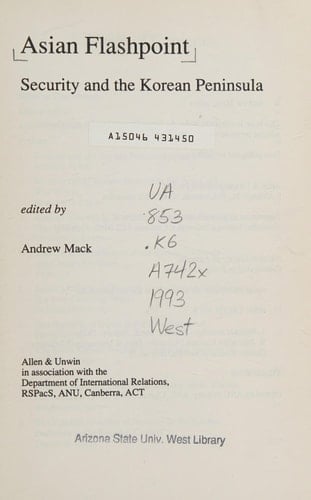 Asian Flashpoint
Security and the Korean Peninsula
A15046 431450
edited by
Andrew Mack
UA
853
.K6
A742x
1993
West
Allen & Unwin
in association with the
Department of International Relations,
RSPacS, ANU, Canberra, ACT
Arizona State Univ. West Library